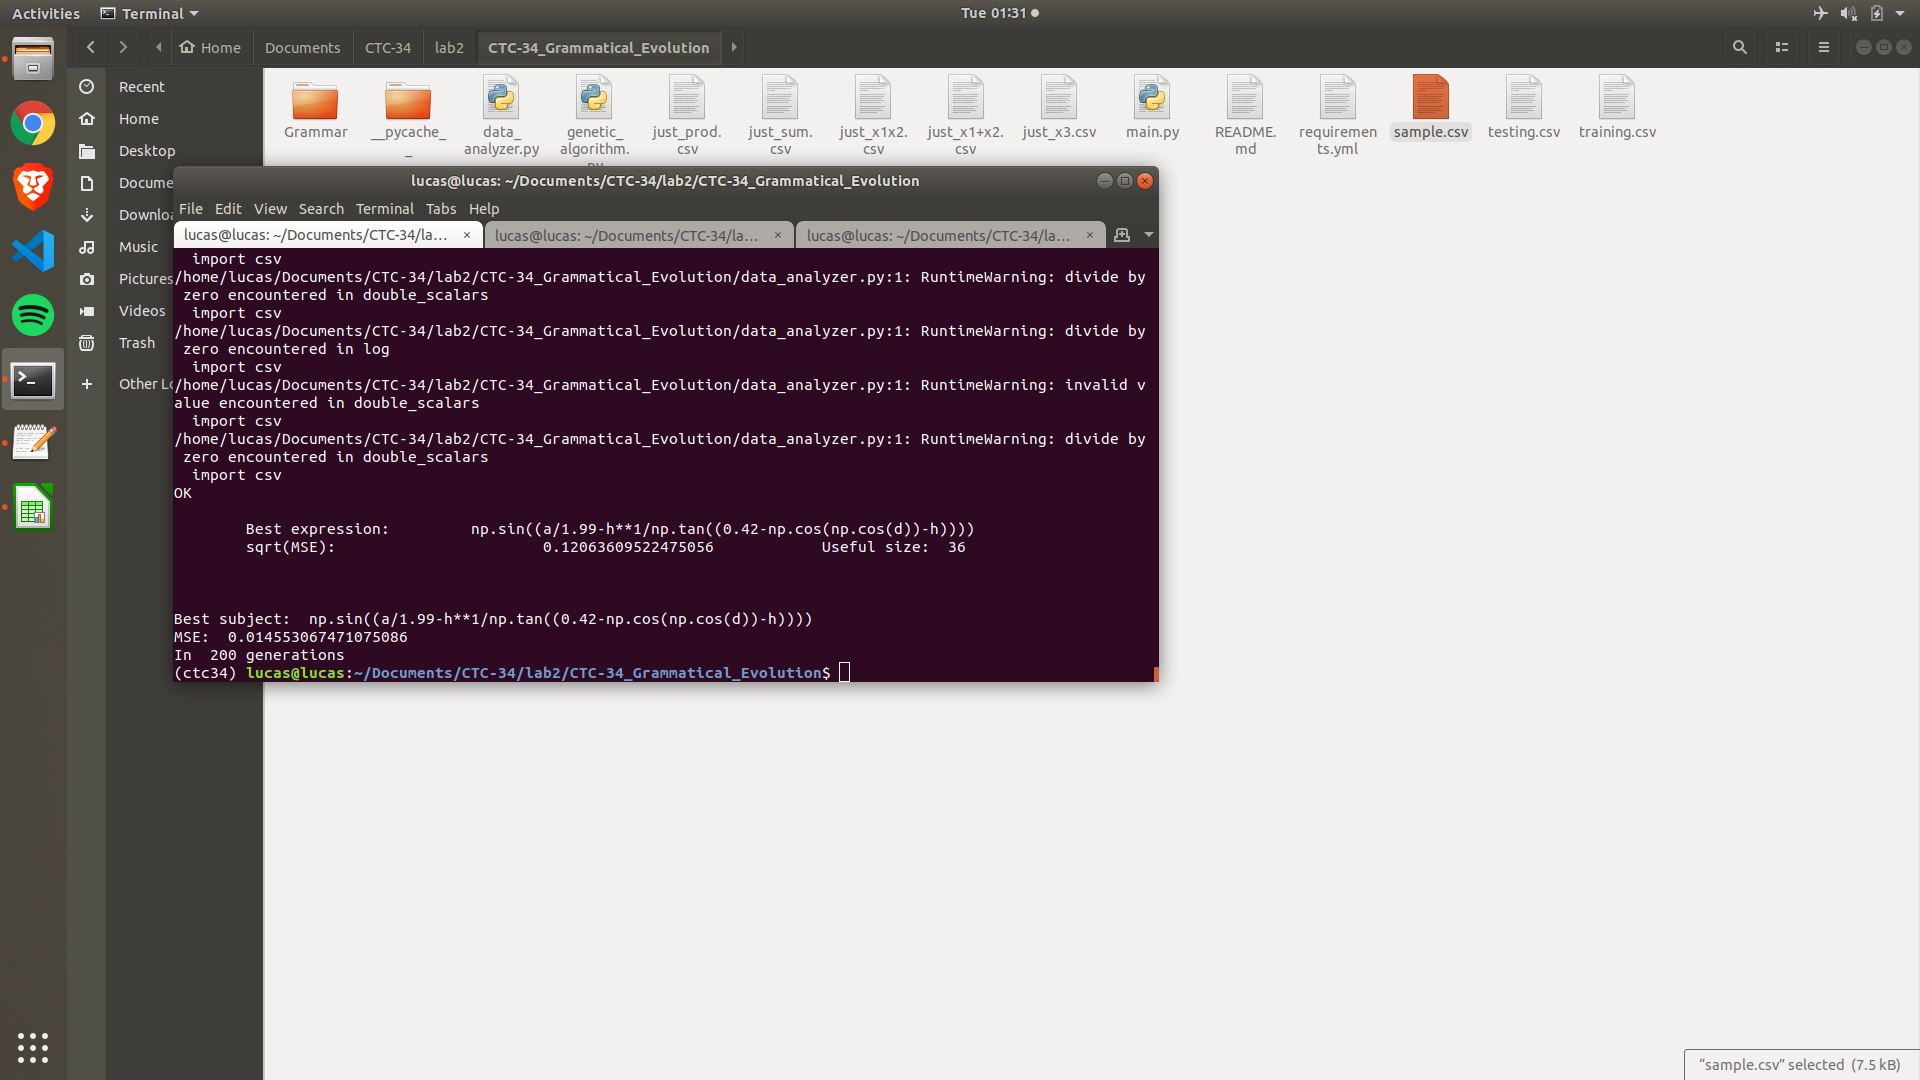 Activities Terminal Tue 01:31
Home Documents CTC-34 lab2 CTC-34_Grammatical_Evolution
Recent
Home
Desktop
Docume
Downlo
Music
Pictures
Videos
Trash
Other Lo
Grammar
__pycache_
_
data_
analyzer.py
genetic_
algorithm.
py
just_prod.
csv
just_sum.
csv
just_x1x2.
csv
just_x1+x2.
csv
just_x3.csv
main.py
README.
md
requiremen
ts.yml
sample.csv
testing.csv
training.csv
lucas@lucas: ~/Documents/CTC-34/lab2/CTC-34_Grammatical_Evolution
File Edit View Search Terminal Tabs Help
lucas@lucas: ~/Documents/CTC-34/la... lucas@lucas: ~/Documents/CTC-34/la... lucas@lucas: ~/Documents/CTC-34/la...
import csv
/home/lucas/Documents/CTC-34/lab2/CTC-34_Grammatical_Evolution/data_analyzer.py:1: RuntimeWarning: divide by
zero encountered in double_scalars
import csv
/home/lucas/Documents/CTC-34/lab2/CTC-34_Grammatical_Evolution/data_analyzer.py:1: RuntimeWarning: divide by
zero encountered in log
import csv
/home/lucas/Documents/CTC-34/lab2/CTC-34_Grammatical_Evolution/data_analyzer.py:1: RuntimeWarning: invalid v
alue encountered in double_scalars
import csv
/home/lucas/Documents/CTC-34/lab2/CTC-34_Grammatical_Evolution/data_analyzer.py:1: RuntimeWarning: divide by
zero encountered in double_scalars
import csv
OK
Best expression: np.sin((a/1.99-h**1/np.tan((0.42-np.cos(np.cos(d))-h))))
sqrt(MSE): 0.12063609522475056 Useful size: 36
Best subject: np.sin((a/1.99-h**1/np.tan((0.42-np.cos(np.cos(d))-h))))
MSE: 0.014553067471075086
In 200 generations
(ctc34) lucas@lucas:~/Documents/CTC-34/lab2/CTC-34_Grammatical_Evolution$
“sample.csv” selected (7.5 kB)